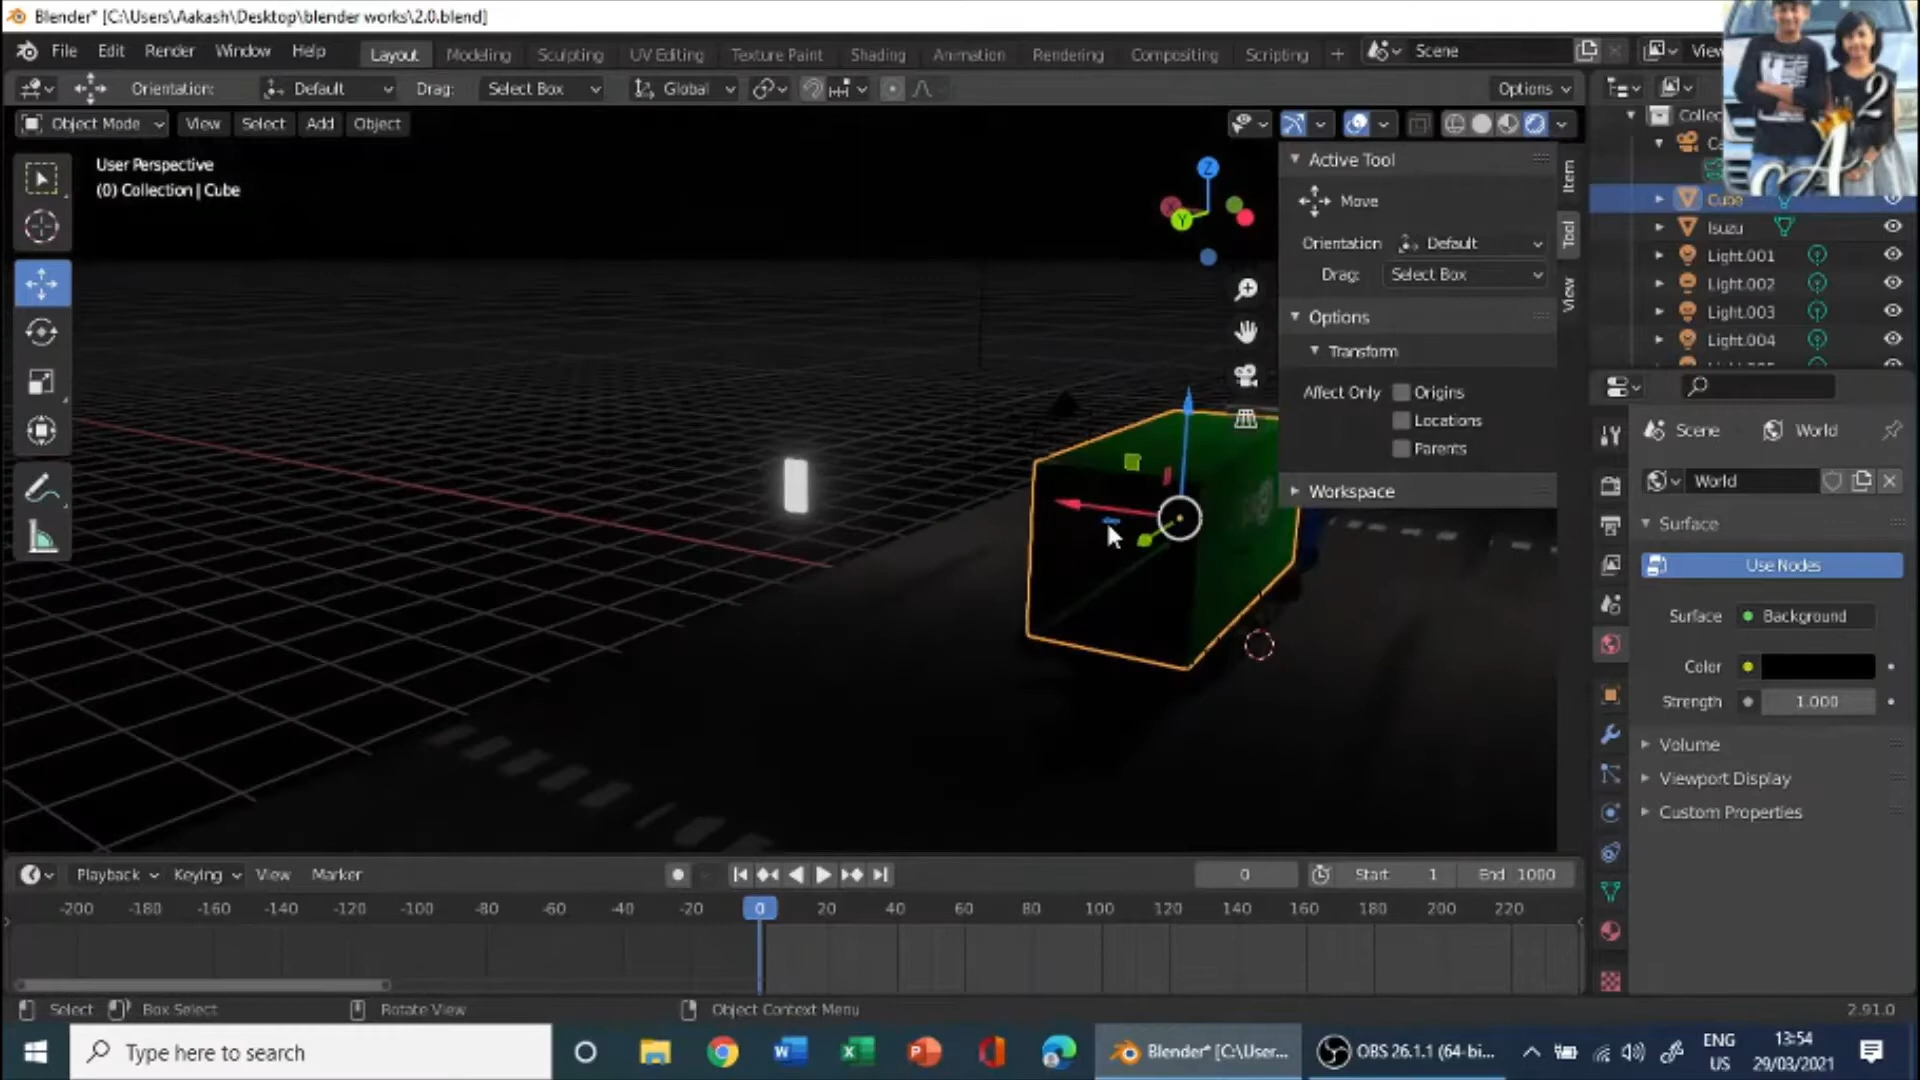 Blender* [C:\Users\Aakash\Desktop\blender works\2.0.blend]
File Edit Render Window Help Layout Modeling Sculpting UV Editing Texture Paint Shading Animation Rendering Compositing Scripting + Scene
Orientation: Default Drag: Select Box Global Options
Object Mode View Select Add Object
User Perspective
(0) Collection | Cube
Z
X
Y
Active Tool
Move
Orientation Default
Drag: Select Box
Options
Transform
Affect Only Origins
Locations
Parents
Workspace
Item
Tool
View
A2
Cube
Isuzu
Light.001
Light.002
Light.003
Light.004
Scene World
World
Surface
Use Nodes
Surface Background
Color
Strength 1.000
Volume
Viewport Display
Custom Properties
Playback Keying View Marker 0 Start 1 End 1000
-200 -180 -160 -140 -120 -100 -80 -60 -40 -20 0 20 40 60 80 100 120 140 160 180 200 220
Select Box Select Rotate View Object Context Menu 2.91.0
Type here to search
Blender* [C:\User...
OBS 26.1.1 (64-bi...
ENG
US
13:54
29/03/2021